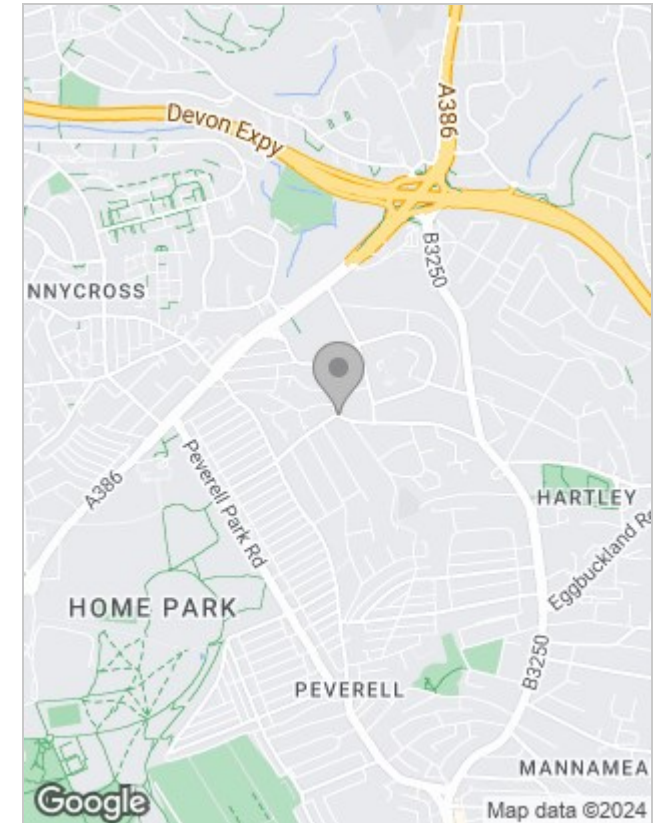 A386
Devon Expy
B3250
NNYCROSS
A386
Peverell Park Rd
HARTLEY
Eggbuckland R
HOME PARK
B3250
PEVERELL
MANNAMEA
Google
Map data ©2024